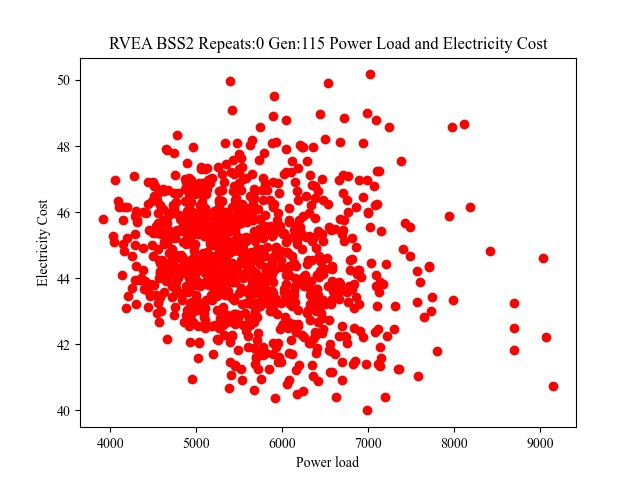 RVEA BSS2 Repeats:0 Gen:115 Power Load and Electricity Cost
50
48
46
44
42
40
Electricity Cost
4000 5000 6000 7000 8000 9000
Power load